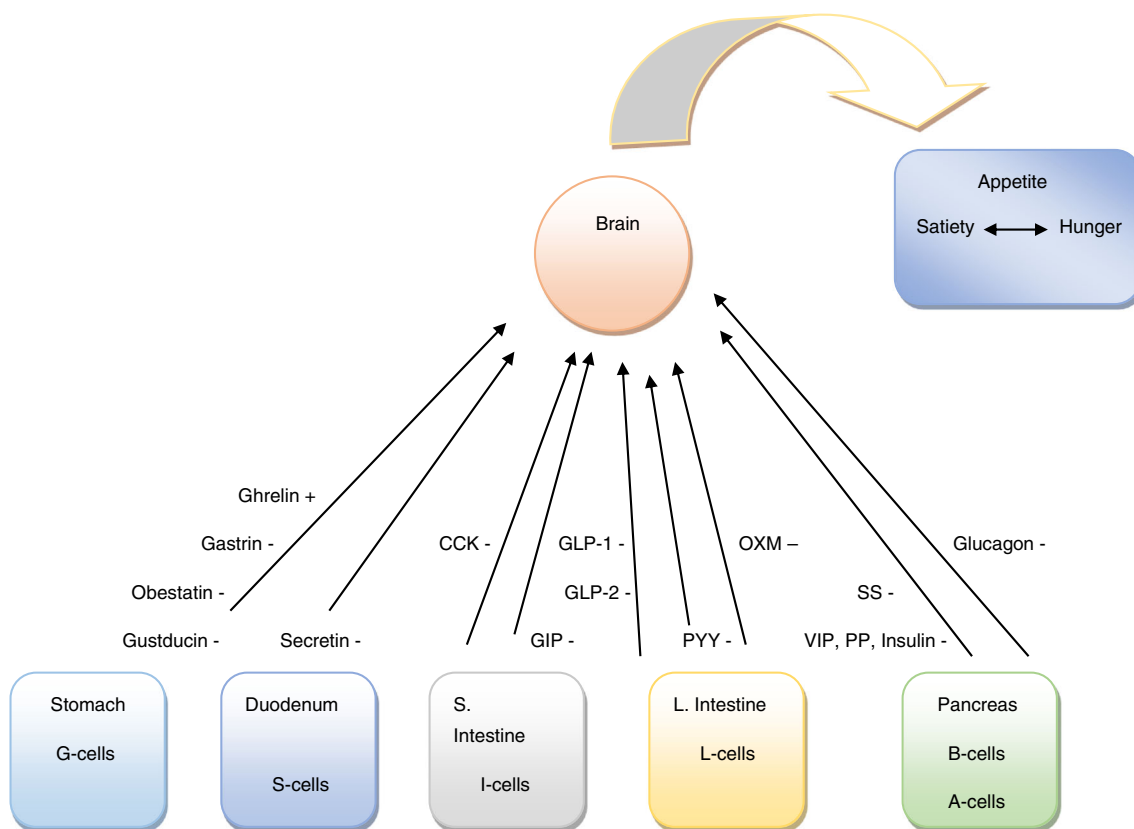 Appetite
Satiety Hunger
Brain
Ghrelin +
Gastrin -
Obestatin -
Gustducin -
Secretin -
CCK -
GIP -
GLP-1 -
GLP-2 -
PYY -
OXM –
Glucagon -
SS -
VIP, PP, Insulin -
Stomach
G-cells
Duodenum
S-cells
S.
Intestine
I-cells
L. Intestine
L-cells
Pancreas
B-cells
A-cells